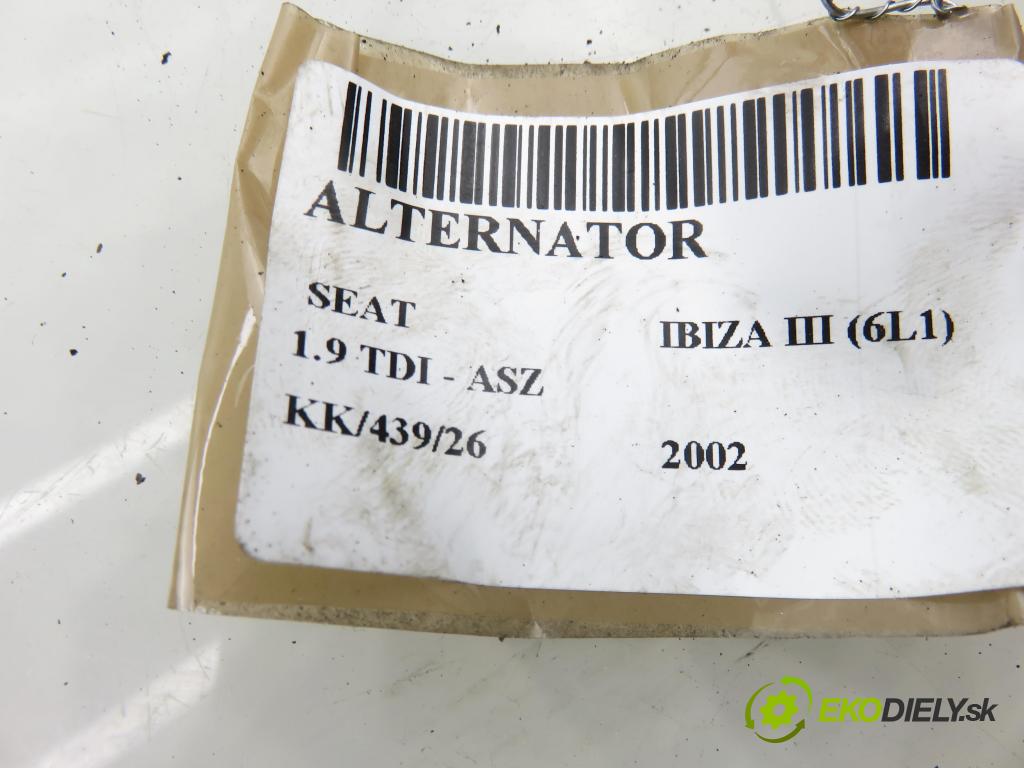 ALTERNATOR
SEAT IBIZA III (6L1)
1.9 TDI - ASZ
KK/439/26 2002
EKODIELY.sk